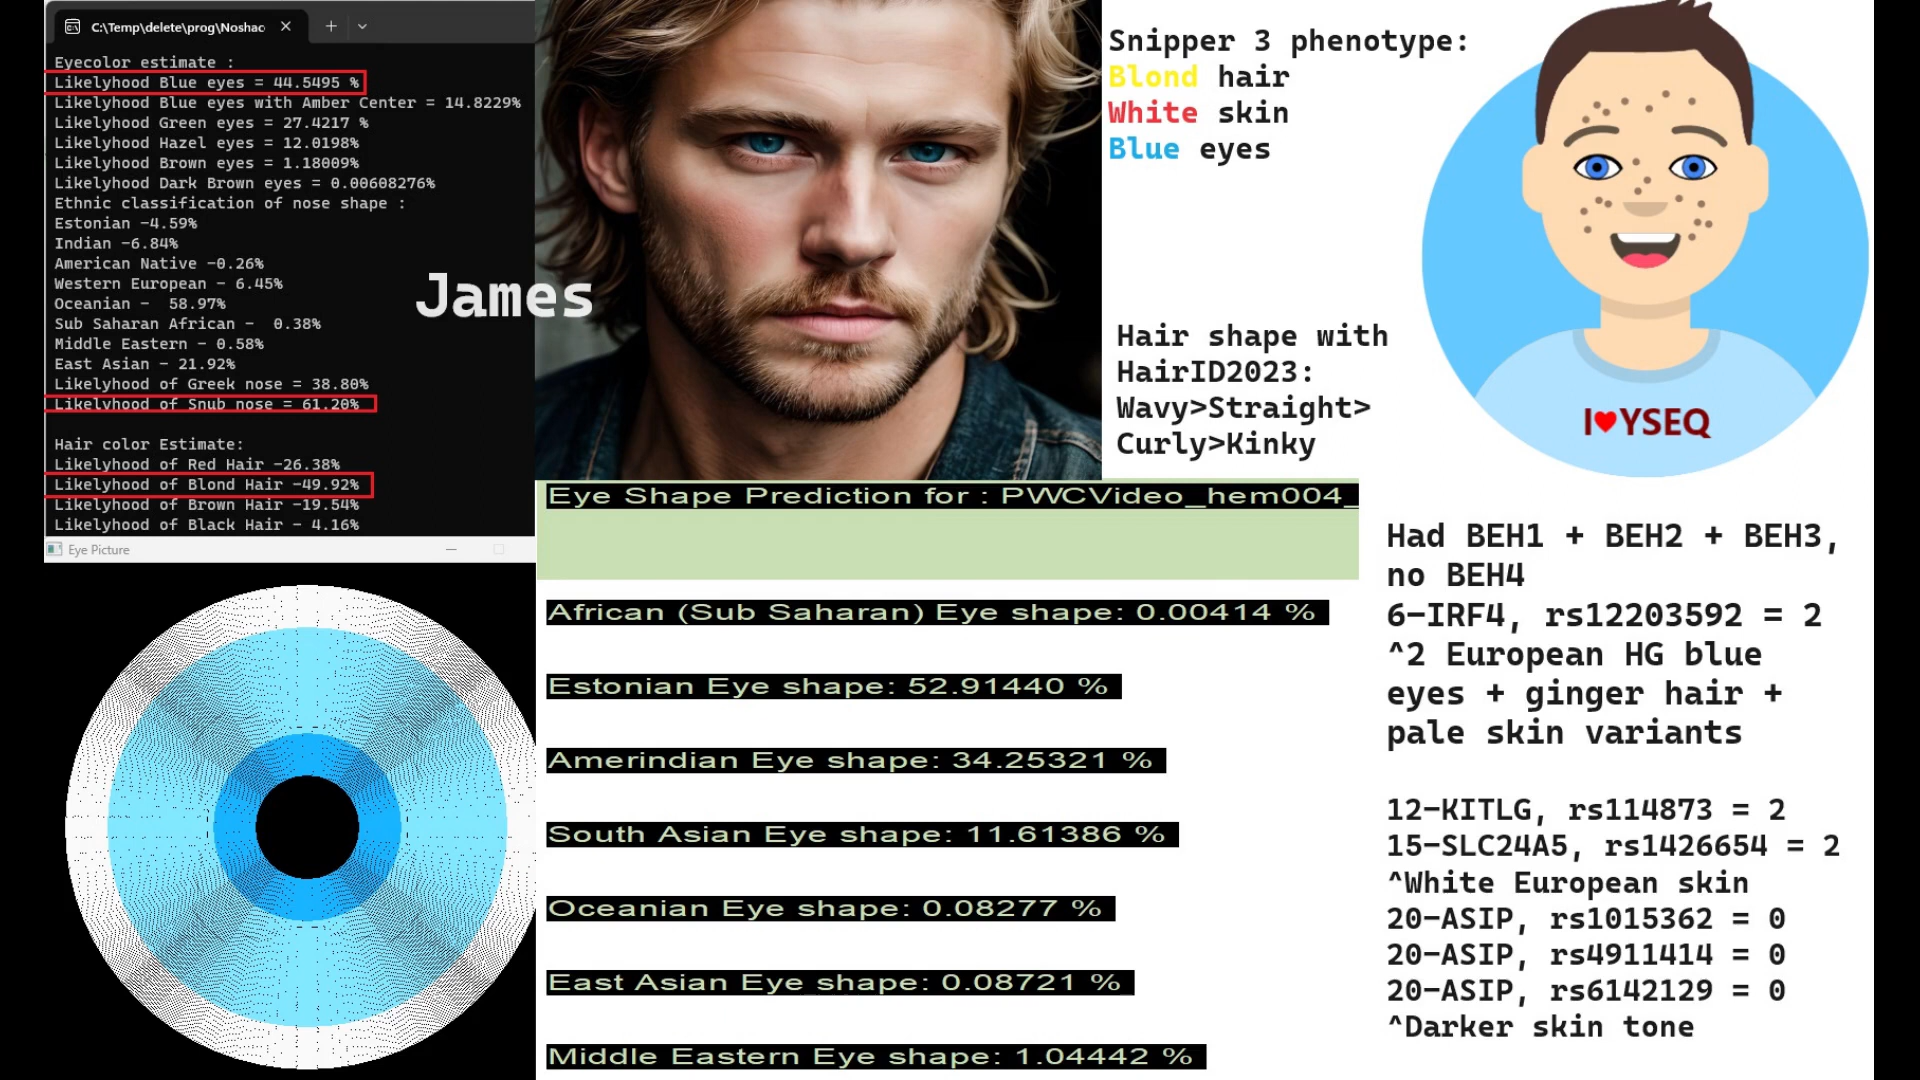 C:\Temp\delete\prog\Noshac
Eyecolor estimate :
Likelyhood Blue eyes = 44.5495 %
Likelyhood Blue eyes with Amber Center = 14.8229%
Likelyhood Green eyes = 27.4217 %
Likelyhood Hazel eyes = 12.0198%
Likelyhood Brown eyes = 1.18009%
Likelyhood Dark Brown eyes = 0.00608276%
Ethnic classification of nose shape :
Estonian -4.59%
Indian -6.84%
American Native -0.26%
Western European - 6.45%
Oceanian -  58.97%
Sub Saharan African -  0.38%
Middle Eastern - 0.58%
East Asian - 21.92%
Likelyhood of Greek nose = 38.80%
Likelyhood of Snub nose = 61.20%
Hair color Estimate:
Likelyhood of Red Hair -26.38%
Likelyhood of Blond Hair -49.92%
Likelyhood of Brown Hair -19.54%
Likelyhood of Black Hair - 4.16%
Eye Picture
James
Snipper 3 phenotype:
Blond hair
White skin
Blue eyes
Hair shape with
HairID2023:
Wavy>Straight>
Curly>Kinky
I♥YSEQ
Eye Shape Prediction for : PWCVideo_hem004_
African (Sub Saharan) Eye shape: 0.00414 %
Estonian Eye shape: 52.91440 %
Amerindian Eye shape: 34.25321 %
South Asian Eye shape: 11.61386 %
Oceanian Eye shape: 0.08277 %
East Asian Eye shape: 0.08721 %
Middle Eastern Eye shape: 1.04442 %
Had BEH1 + BEH2 + BEH3,
no BEH4
6-IRF4, rs12203592 = 2
^2 European HG blue
eyes + ginger hair +
pale skin variants
12-KITLG, rs114873 = 2
15-SLC24A5, rs1426654 = 2
^White European skin
20-ASIP, rs1015362 = 0
20-ASIP, rs4911414 = 0
20-ASIP, rs6142129 = 0
^Darker skin tone